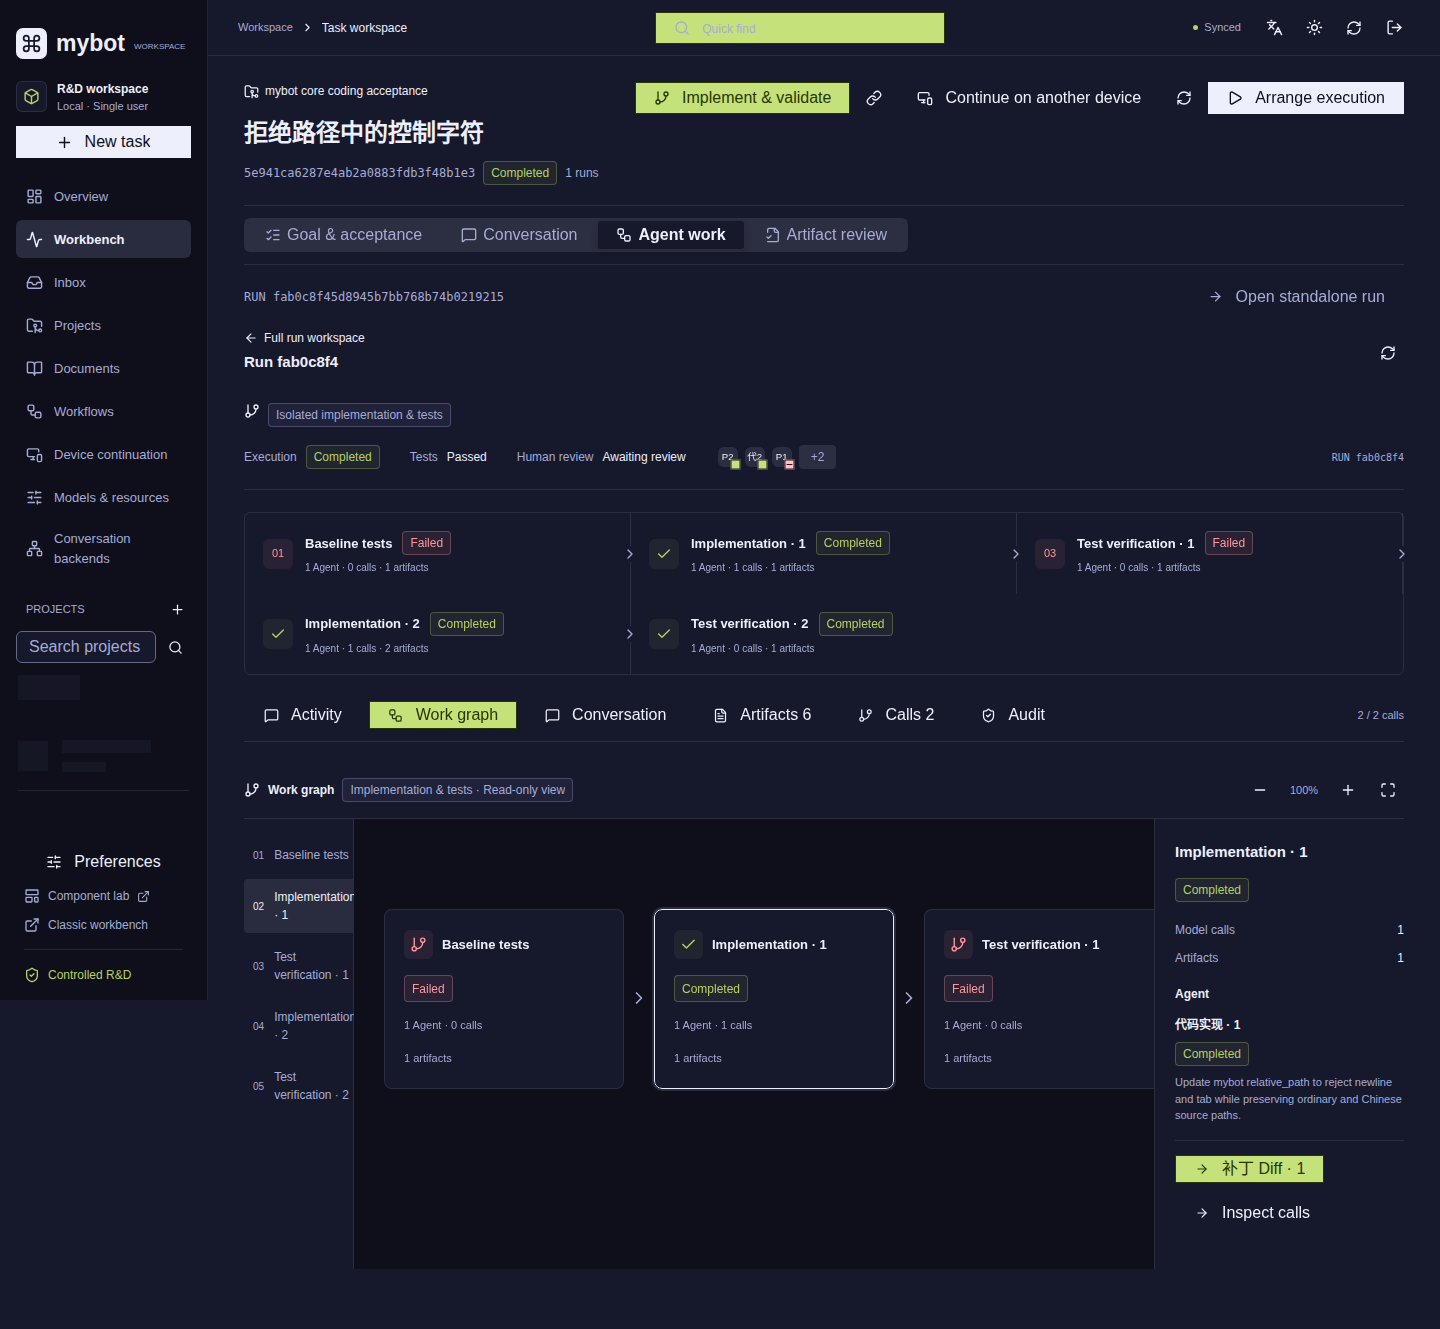 mybot WORKSPACE
R&D workspace
Local · Single user
New task
Overview
Workbench
Inbox
Projects
Documents
Workflows
Device continuation
Models & resources
Conversation
backends
PROJECTS
Search projects
Preferences
Component lab
Classic workbench
Controlled R&D
Workspace
Task workspace
Quick find
Synced
mybot core coding acceptance
Implement & validate
Continue on another device
Arrange execution
拒绝路径中的控制字符
5e941ca6287e4ab2a0883fdb3f48b1e3 Completed 1 runs
Goal & acceptance
Conversation
Agent work
Artifact review
RUN fab0c8f45d8945b7bb768b74b0219215
Open standalone run
Full run workspace
Run fab0c8f4
Isolated implementation & tests
Execution Completed Tests Passed Human review Awaiting review P2 代2 P1 +2 RUN fab0c8f4
01 Baseline tests Failed
1 Agent · 0 calls · 1 artifacts
Implementation · 1 Completed
1 Agent · 1 calls · 1 artifacts
03 Test verification · 1 Failed
1 Agent · 0 calls · 1 artifacts
Implementation · 2 Completed
1 Agent · 1 calls · 2 artifacts
Test verification · 2 Completed
1 Agent · 0 calls · 1 artifacts
Activity
Work graph
Conversation
Artifacts 6
Calls 2
Audit
2 / 2 calls
Work graph Implementation & tests · Read-only view
100%
01 Baseline tests
02 Implementation
· 1
03 Test
verification · 1
04 Implementation
· 2
05 Test
verification · 2
Baseline tests
Failed
1 Agent · 0 calls
1 artifacts
Implementation · 1
Completed
1 Agent · 1 calls
1 artifacts
Test verification · 1
Failed
1 Agent · 0 calls
1 artifacts
Implementation · 1
Completed
Model calls 1
Artifacts 1
Agent
代码实现 · 1
Completed
Update mybot relative_path to reject newline
and tab while preserving ordinary and Chinese
source paths.
补丁 Diff · 1
Inspect calls